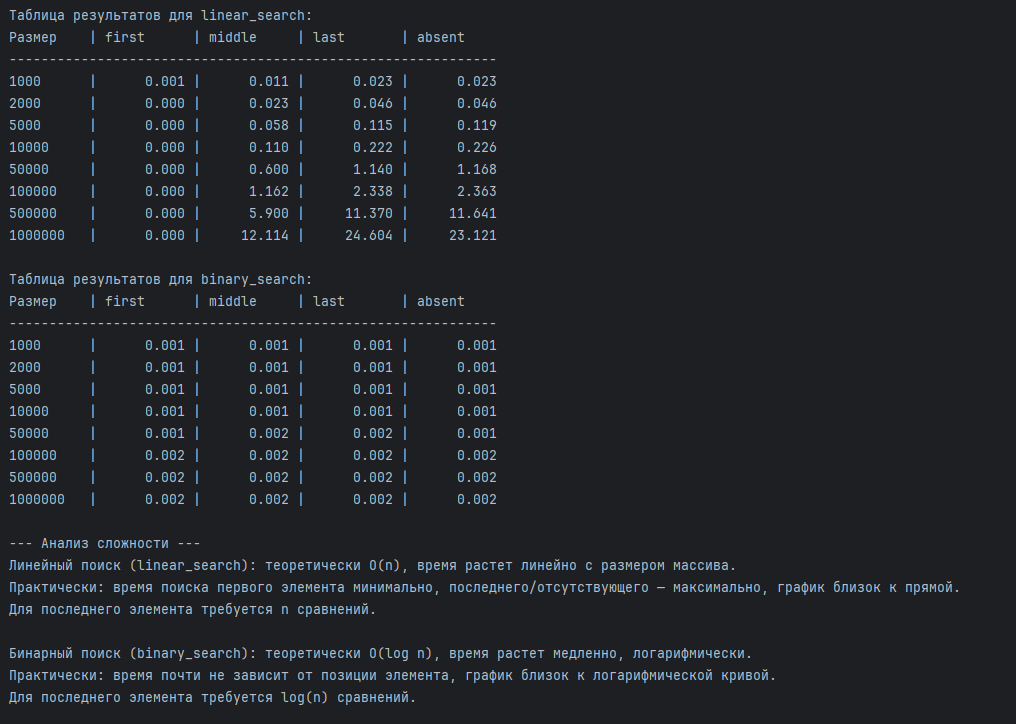 Таблица результатов для linear_search:
Размер    | first      | middle     | last       | absent
-------------------------------------------------------------
1000      |      0.001 |      0.011 |      0.023 |      0.023
2000      |      0.000 |      0.023 |      0.046 |      0.046
5000      |      0.000 |      0.058 |      0.115 |      0.119
10000     |      0.000 |      0.110 |      0.222 |      0.226
50000     |      0.000 |      0.600 |      1.140 |      1.168
100000    |      0.000 |      1.162 |      2.338 |      2.363
500000    |      0.000 |      5.900 |     11.370 |     11.641
1000000   |      0.000 |     12.114 |     24.604 |     23.121

Таблица результатов для binary_search:
Размер    | first      | middle     | last       | absent
-------------------------------------------------------------
1000      |      0.001 |      0.001 |      0.001 |      0.001
2000      |      0.001 |      0.001 |      0.001 |      0.001
5000      |      0.001 |      0.001 |      0.001 |      0.001
10000     |      0.001 |      0.001 |      0.001 |      0.001
50000     |      0.001 |      0.002 |      0.002 |      0.001
100000    |      0.002 |      0.002 |      0.002 |      0.002
500000    |      0.002 |      0.002 |      0.002 |      0.002
1000000   |      0.002 |      0.002 |      0.002 |      0.002

--- Анализ сложности ---
Линейный поиск (linear_search): теоретически O(n), время растет линейно с размером массива.
Практически: время поиска первого элемента минимально, последнего/отсутствующего — максимально, график близок к прямой.
Для последнего элемента требуется n сравнений.

Бинарный поиск (binary_search): теоретически O(log n), время растет медленно, логарифмически.
Практически: время почти не зависит от позиции элемента, график близок к логарифмической кривой.
Для последнего элемента требуется log(n) сравнений.